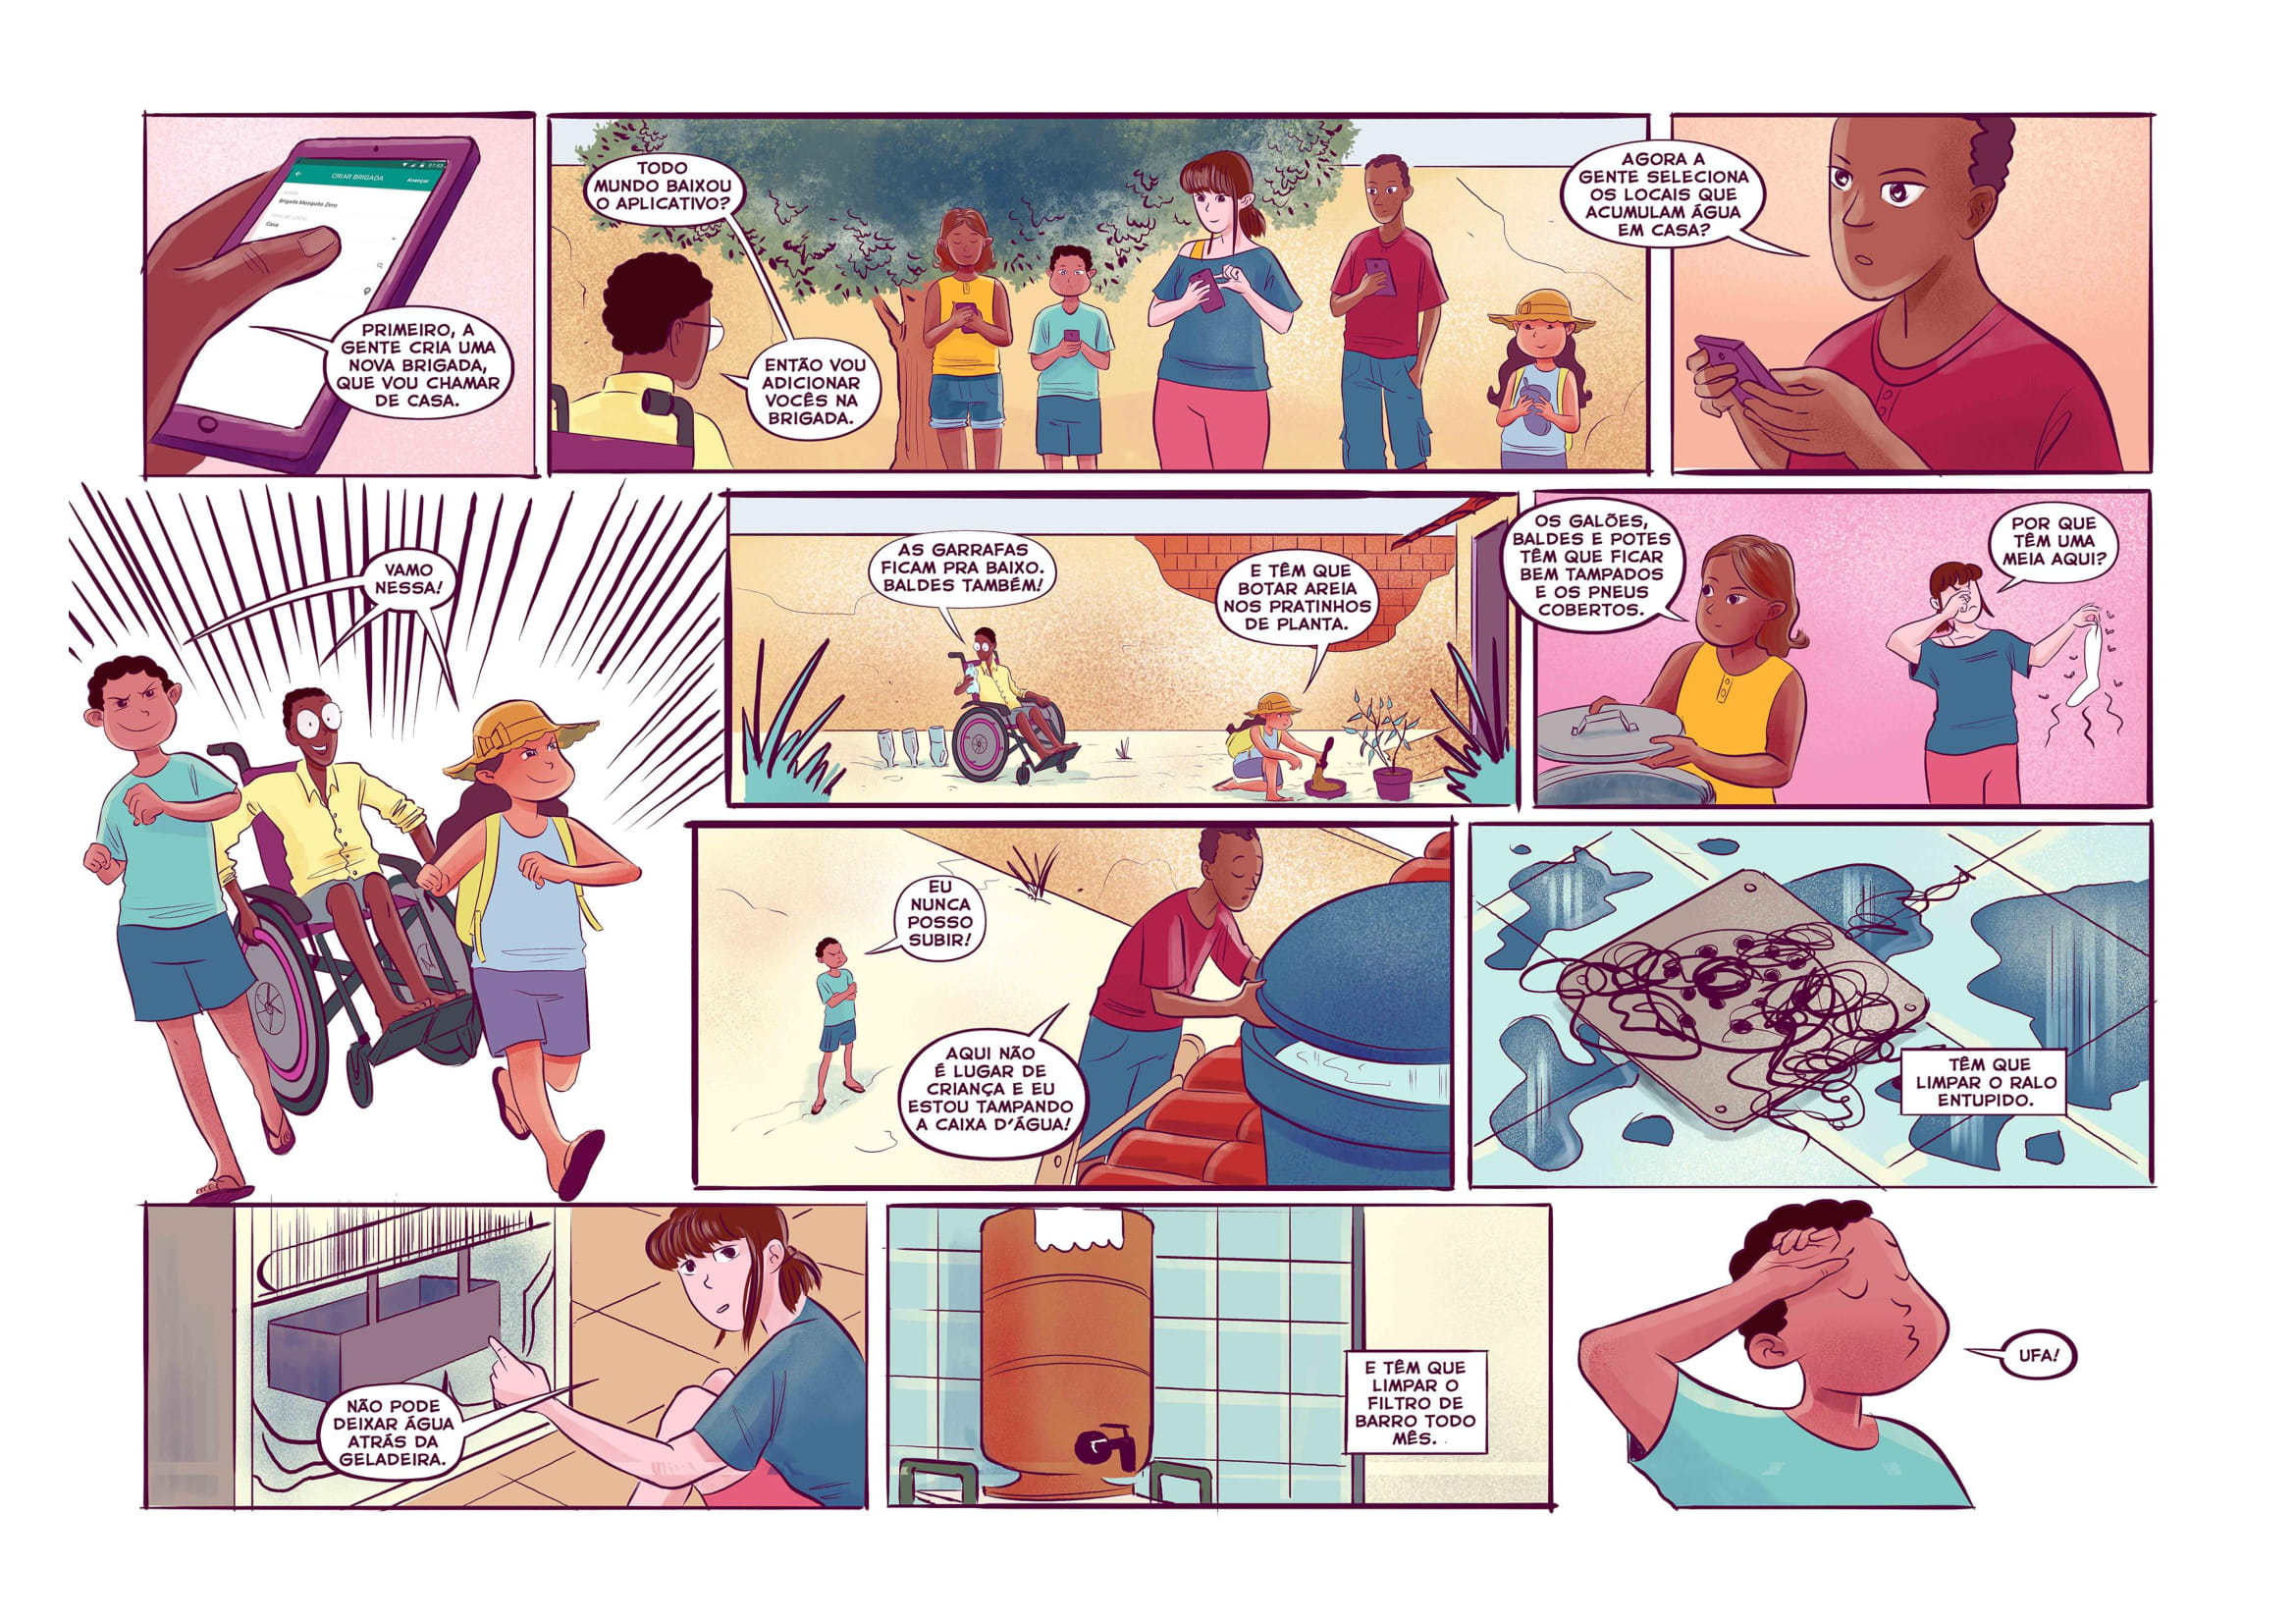 07:33
CRIAR BRIGADA
Avançar
Brigada Mosquito Zero
Casa
PRIMEIRO, A
GENTE CRIA UMA
NOVA BRIGADA,
QUE VOU CHAMAR
DE CASA.
TODO
MUNDO BAIXOU
O APLICATIVO?
ENTÃO VOU
ADICIONAR
VOCÊS NA
BRIGADA.
AGORA A
GENTE SELECIONA
OS LOCAIS QUE
ACUMULAM ÁGUA
EM CASA?
VAMO
NESSA!
AS GARRAFAS
FICAM PRA BAIXO.
BALDES TAMBÉM!
E TÊM QUE
BOTAR AREIA
NOS PRATINHOS
DE PLANTA.
OS GALÕES,
BALDES E POTES
TÊM QUE FICAR
BEM TAMPADOS
E OS PNEUS
COBERTOS.
POR QUE
TÊM UMA
MEIA AQUI?
EU
NUNCA
POSSO
SUBIR!
AQUI NÃO
É LUGAR DE
CRIANÇA E EU
ESTOU TAMPANDO
A CAIXA D'ÁGUA!
TÊM QUE
LIMPAR O RALO
ENTUPIDO.
NÃO PODE
DEIXAR ÁGUA
ATRÁS DA
GELADEIRA.
E TÊM QUE
LIMPAR O
FILTRO DE
BARRO TODO
MÊS.
UFA!